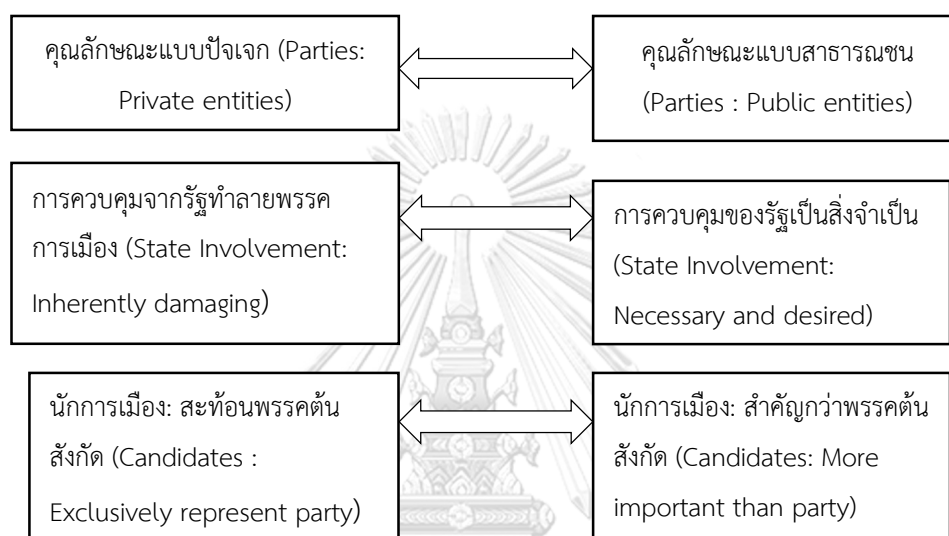 คุณลักษณะแบบปัจเจก (Parties:
Private entities)
คุณลักษณะแบบสาธารณชน
(Parties : Public entities)
การควบคุมจากรัฐทำลายพรรค
การเมือง (State Involvement:
Inherently damaging)
การควบคุมของรัฐเป็นสิ่งจำเป็น
(State Involvement:
Necessary and desired)
นักการเมือง: สะท้อนพรรคต้น
สังกัด (Candidates :
Exclusively represent party)
นักการเมือง: สำคัญกว่าพรรคต้น
สังกัด (Candidates: More
important than party)